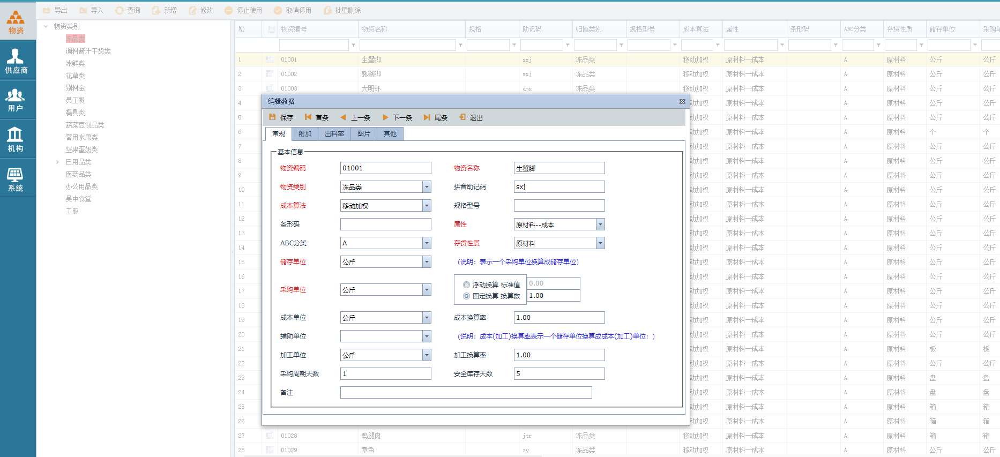 导出 导入 查询 新增 修改 停止使用 取消停用 批量删除
物资
供应商
用户
机构
系统
物资类别
冻品类
调料酱汁干货类
冰鲜类
花草类
别料金
员工餐
餐具类
蔬菜豆制品类
客用水果类
坚果蛋奶类
日用品类
医药品类
办公用品类
吴中食堂
工服
№ 物资编号 物资名称 规格 助记码 归属类别 规格型号 成本算法 属性 条形码 ABC分类 存货性质 储存单位 采购单
1 01001 生蟹脚 sxj 冻品类 移动加权 原材料—成本 A 原材料 公斤 公斤
2 01002 熟蟹脚 sxj 冻品类 移动加权 原材料—成本 A 原材料 公斤 公斤
3 01003 大明虾 dmx 冻品类 移动加权 原材料—成本 A 原材料 公斤 公斤
4 动加权 原材料—成本 A 原材料 公斤 公斤
5 动加权 原材料—成本 A 原材料 公斤 公斤
6 动加权 原材料—成本 A 原材料 个 个
7 动加权 原材料—成本 A 原材料 公斤 公斤
8 动加权 原材料—成本 A 原材料 公斤 公斤
9 动加权 原材料—成本 A 原材料 公斤 公斤
10 动加权 原材料—成本 A 原材料 公斤 公斤
11 动加权 原材料—成本 A 原材料 公斤 公斤
12 动加权 原材料—成本 A 原材料 公斤 公斤
13 动加权 原材料—成本 A 原材料 公斤 公斤
14 动加权 原材料—成本 A 原材料 公斤 公斤
15 动加权 原材料—成本 A 原材料 公斤 公斤
16 动加权 原材料—成本 A 原材料 公斤 公斤
17 动加权 原材料—成本 A 原材料 公斤 公斤
18 动加权 原材料—成本 A 原材料 公斤 公斤
19 动加权 原材料—成本 A 原材料 公斤 公斤
20 动加权 原材料—成本 A 原材料 公斤 公斤
21 动加权 原材料—成本 A 原材料 板 板
22 动加权 原材料—成本 A 原材料 公斤 公斤
23 动加权 原材料—成本 A 原材料 盘 盘
24 动加权 原材料—成本 A 原材料 盘 盘
25 动加权 原材料—成本 A 原材料 箱 箱
26 动加权 原材料—成本 A 原材料 箱 箱
27 01028 鸡腿肉 jtr 冻品类 移动加权 原材料—成本 A 原材料 箱 箱
28 01029 章鱼 zy 冻品类 移动加权 原材料—成本 A 原材料 公斤 公斤
编辑数据
保存 首条 上一条 下一条 尾条 退出
常规 附加 出料率 图片 其他
基本信息
物资编码 01001 物资名称 生蟹脚
物资类别 冻品类 拼音助记码 sxj
成本算法 移动加权 规格型号
条形码 属性 原材料--成本
ABC分类 A 存货性质 原材料
储存单位 公斤 (说明：表示一个采购单位换算成储存单位)
采购单位 公斤
浮动换算 标准值 0.00
固定换算 换算数 1.00
成本单位 公斤 成本换算率 1.00
辅助单位 (说明：成本(加工)换算率表示一个储存单位换算成成本(加工)单位；)
加工单位 公斤 加工换算率 1.00
采购周期天数 1 安全库存天数 5
备注